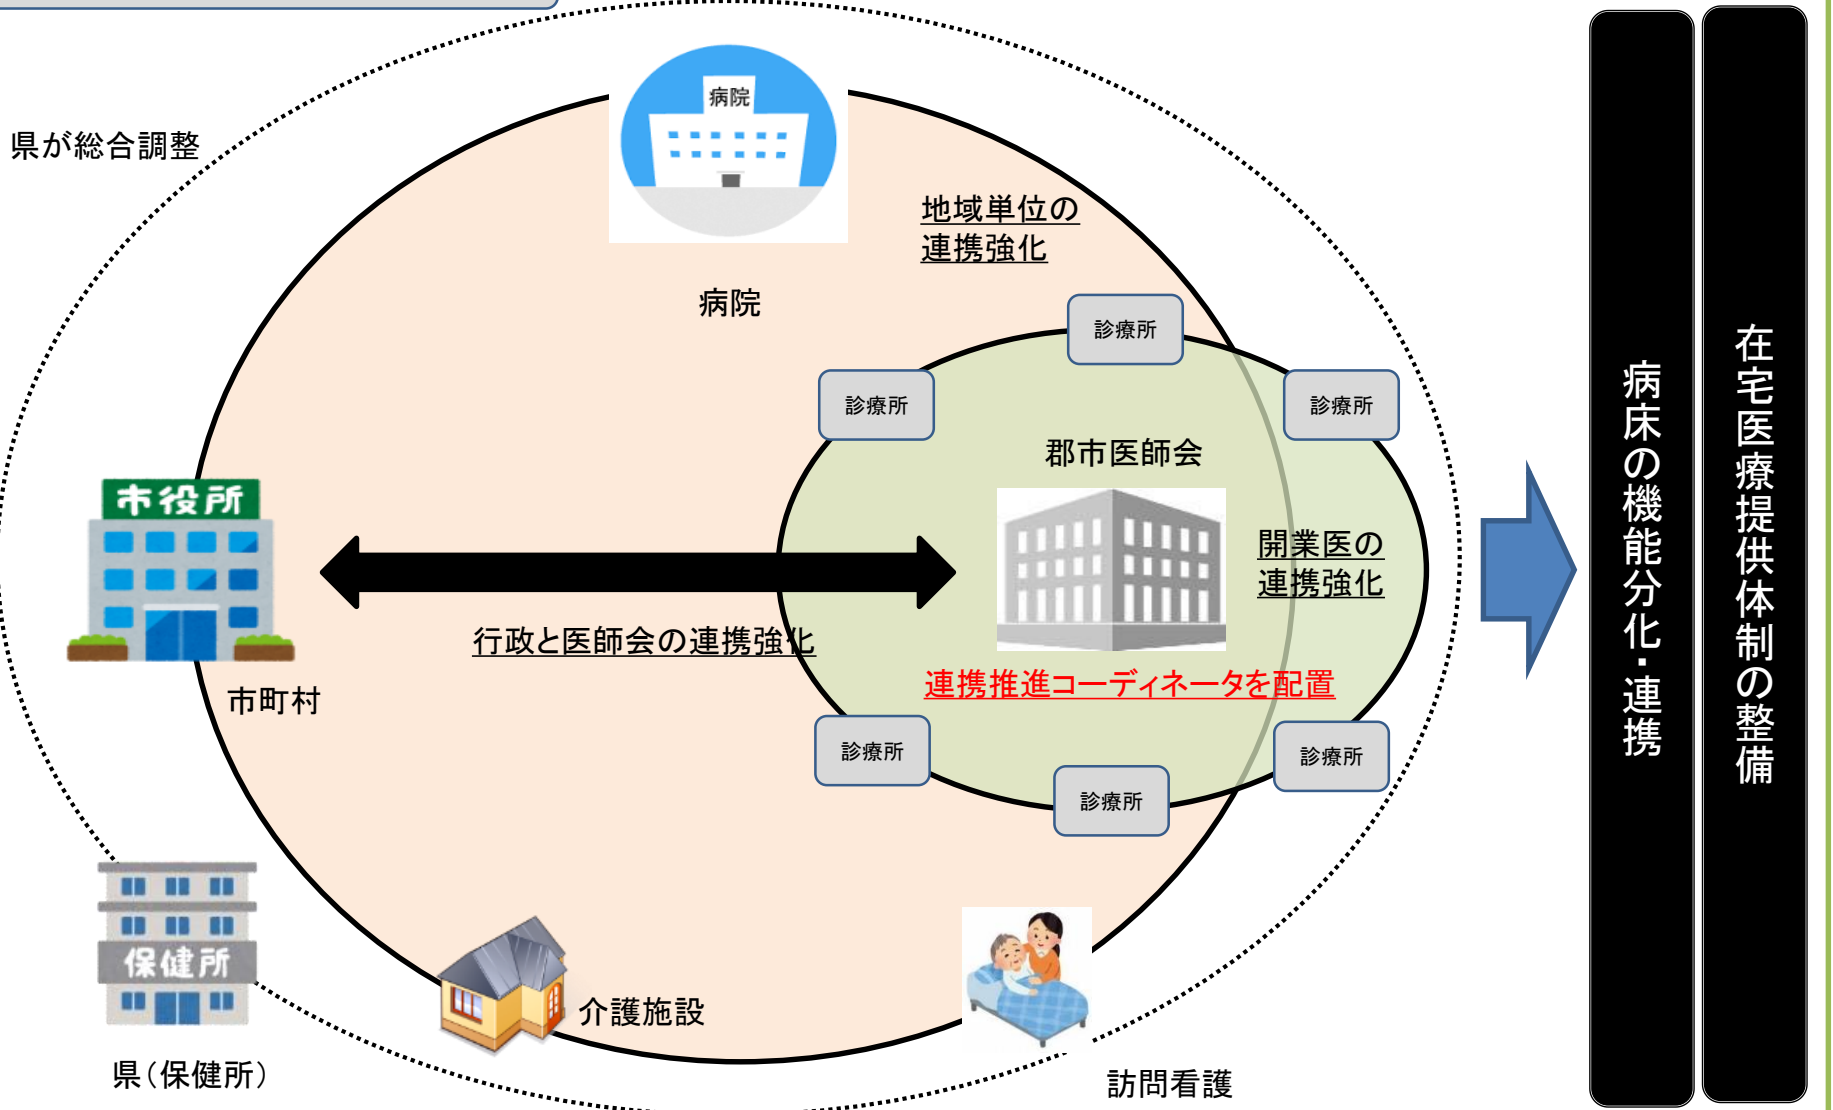 県が総合調整
病院
病院
地域単位の
連携強化
診療所
診療所
診療所
郡市医師会
市役所
開業医の
連携強化
行政と医師会の連携強化
連携推進コーディネータを配置
市町村
診療所
診療所
診療所
保健所
介護施設
県(保健所)
訪問看護
病床の機能分化・連携
在宅医療提供体制の整備